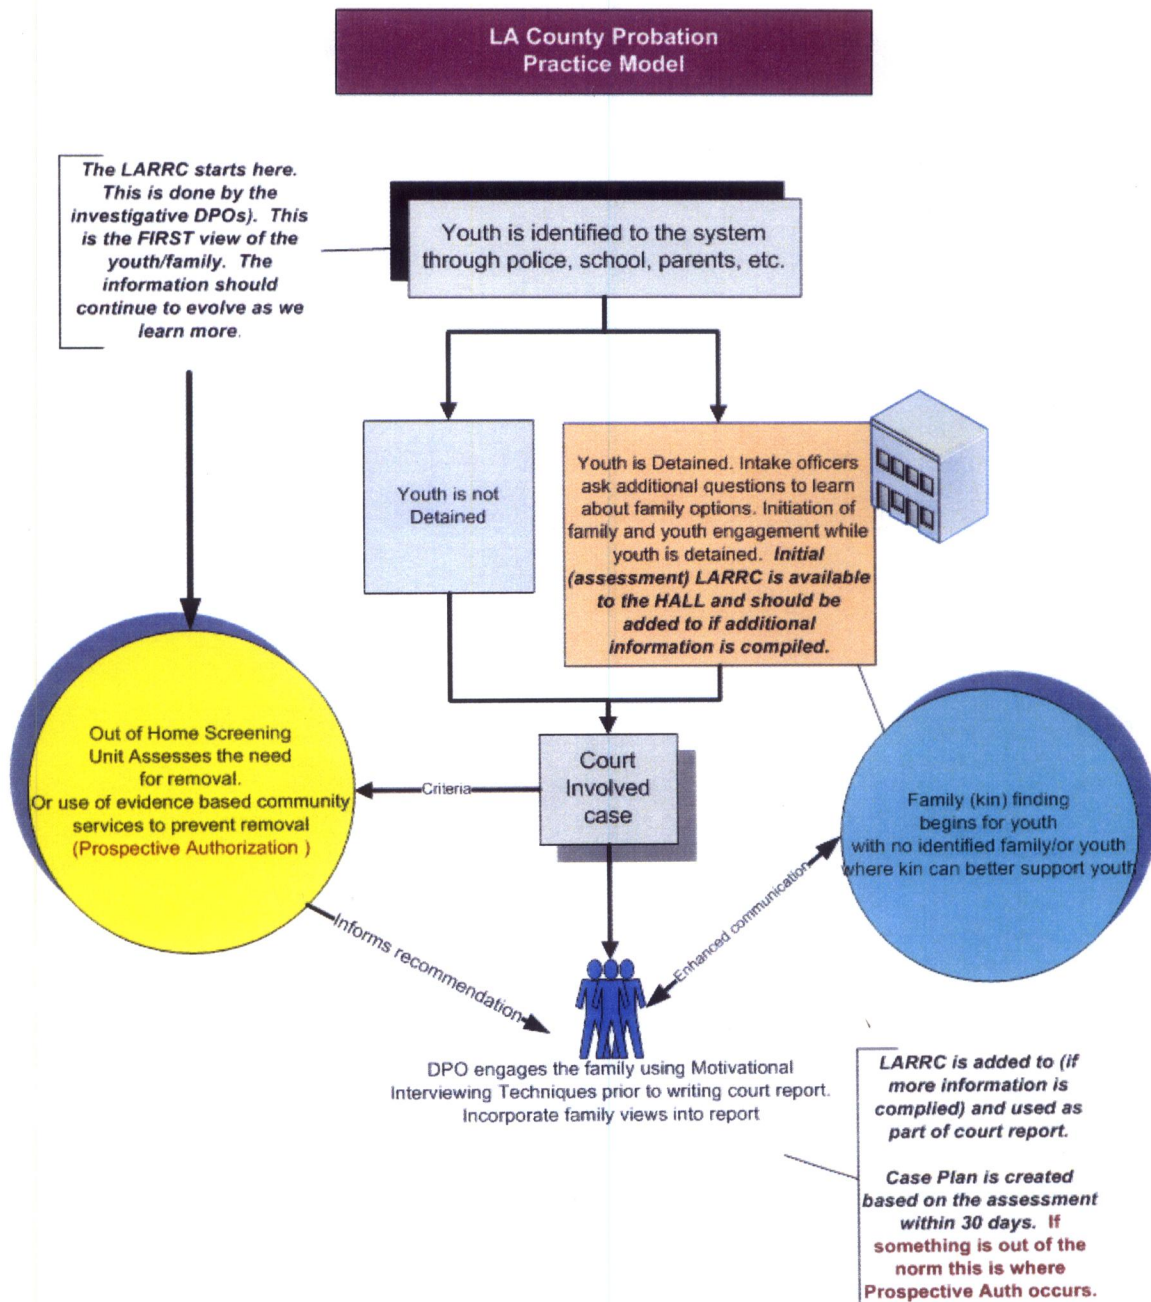 LA County Probation
Practice Model
The LARRC starts here.
This is done by the
investigative DPOs). This
is the FIRST view of the
youth/family. The
information should
continue to evolve as we
learn more.
Youth is identified to the system
through police, school, parents, etc.
Youth is not
Detained
Youth is Detained. Intake officers
ask additional questions to learn
about family options. Initiation of
family and youth engagement while
youth is detained. Initial
(assessment) LARRC is available
to the HALL and should be
added to if additional
information is compiled.
Out of Home Screening
Unit Assesses the need
for removal.
Or use of evidence based community
services to prevent removal
(Prospective Authorization )
Criteria
Court
Involved
case
Family (kin) finding
begins for youth
with no identified family/or youth
where kin can better support youth
Informs recommendation
Enhanced communication
DPO engages the family using Motivational
Interviewing Techniques prior to writing court report.
Incorporate family views into report
LARRC is added to (if
more information is
complied) and used as
part of court report.
Case Plan is created
based on the assessment
within 30 days. If
something is out of the
norm this is where
Prospective Auth occurs.